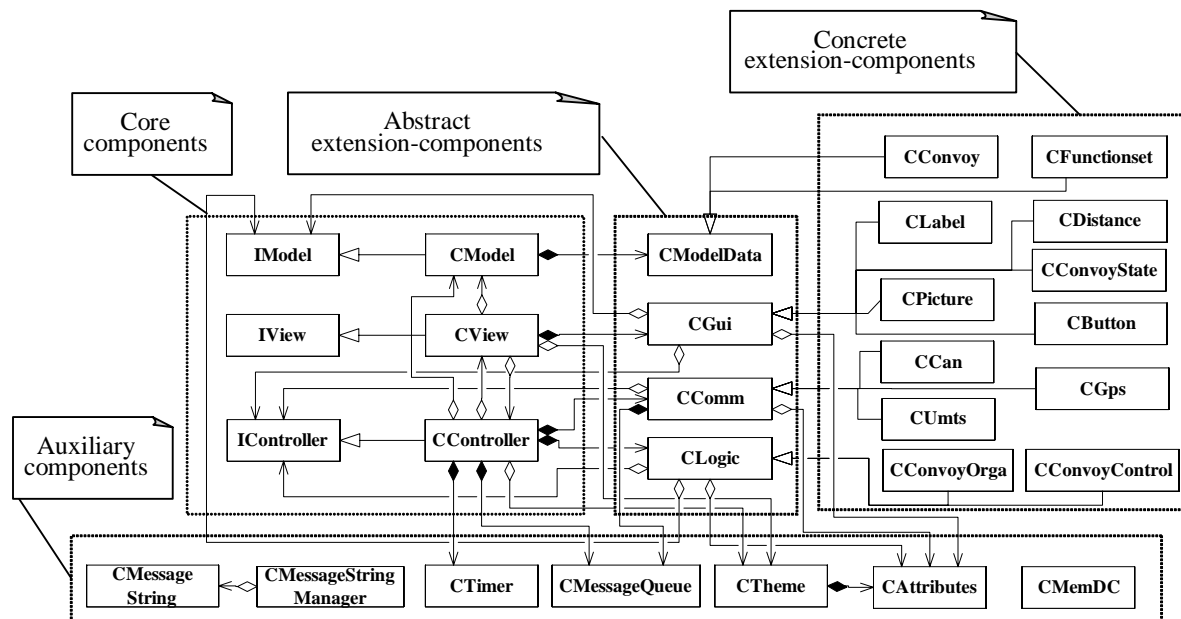 Concrete
extension-components
Core
components
Abstract
extension-components
CConvoy
CFunctionset
CLabel
CDistance
IModel
CModel
CModelData
CConvoyState
CPicture
IView
CView
CGui
CButton
CCan
CComm
CGps
CUmts
IController
CController
CLogic
Auxiliary
components
CConvoyOrga
CConvoyControl
CMessage
String
CMessageString
Manager
CTimer
CMessageQueue
CTheme
CAttributes
CMemDC